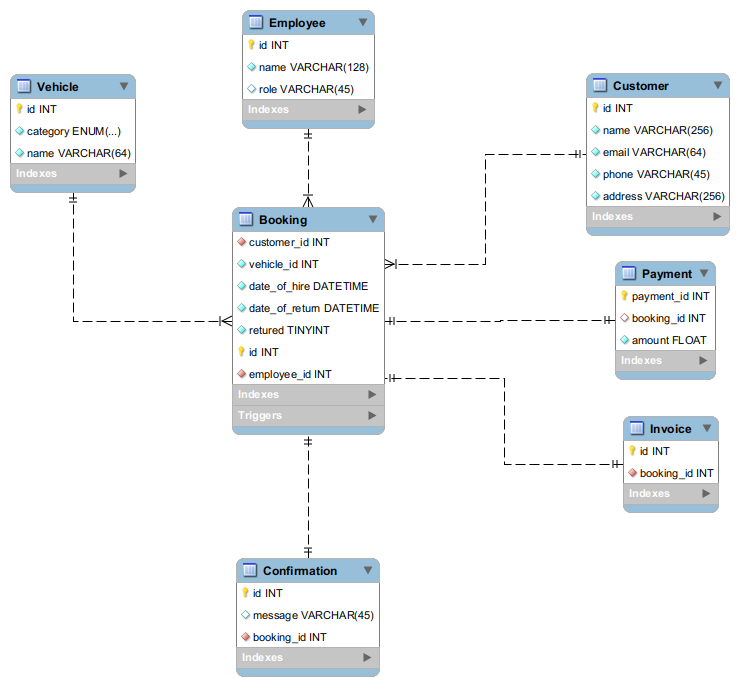 Employee
id INT
name VARCHAR(128)
role VARCHAR(45)
Indexes
Vehicle
id INT
category ENUM(...)
name VARCHAR(64)
Indexes
Customer
id INT
name VARCHAR(256)
email VARCHAR(64)
phone VARCHAR(45)
address VARCHAR(256)
Indexes
Booking
customer_id INT
vehicle_id INT
date_of_hire DATETIME
date_of_return DATETIME
retured TINYINT
id INT
employee_id INT
Indexes
Triggers
Payment
payment_id INT
booking_id INT
amount FLOAT
Indexes
Invoice
id INT
booking_id INT
Indexes
Confirmation
id INT
message VARCHAR(45)
booking_id INT
Indexes